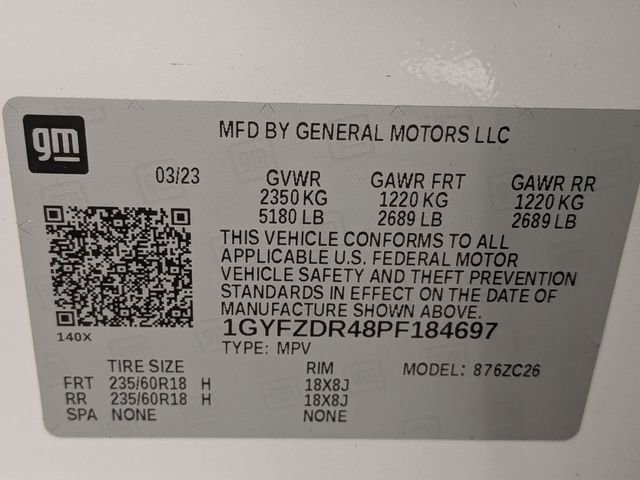 gm
MFD BY GENERAL MOTORS LLC
03/23 GVWR GAWR FRT GAWR RR
2350 KG 1220 KG 1220 KG
5180 LB 2689 LB 2689 LB
THIS VEHICLE CONFORMS TO ALL
APPLICABLE U.S. FEDERAL MOTOR
VEHICLE SAFETY AND THEFT PREVENTION
STANDARDS IN EFFECT ON THE DATE OF
MANUFACTURE SHOWN ABOVE.
140X
1GYFZDR48PF184697
TYPE: MPV
TIRE SIZE RIM MODEL: 876ZC26
FRT 235/60R18 H 18X8J
RR 235/60R18 H 18X8J
SPA NONE NONE